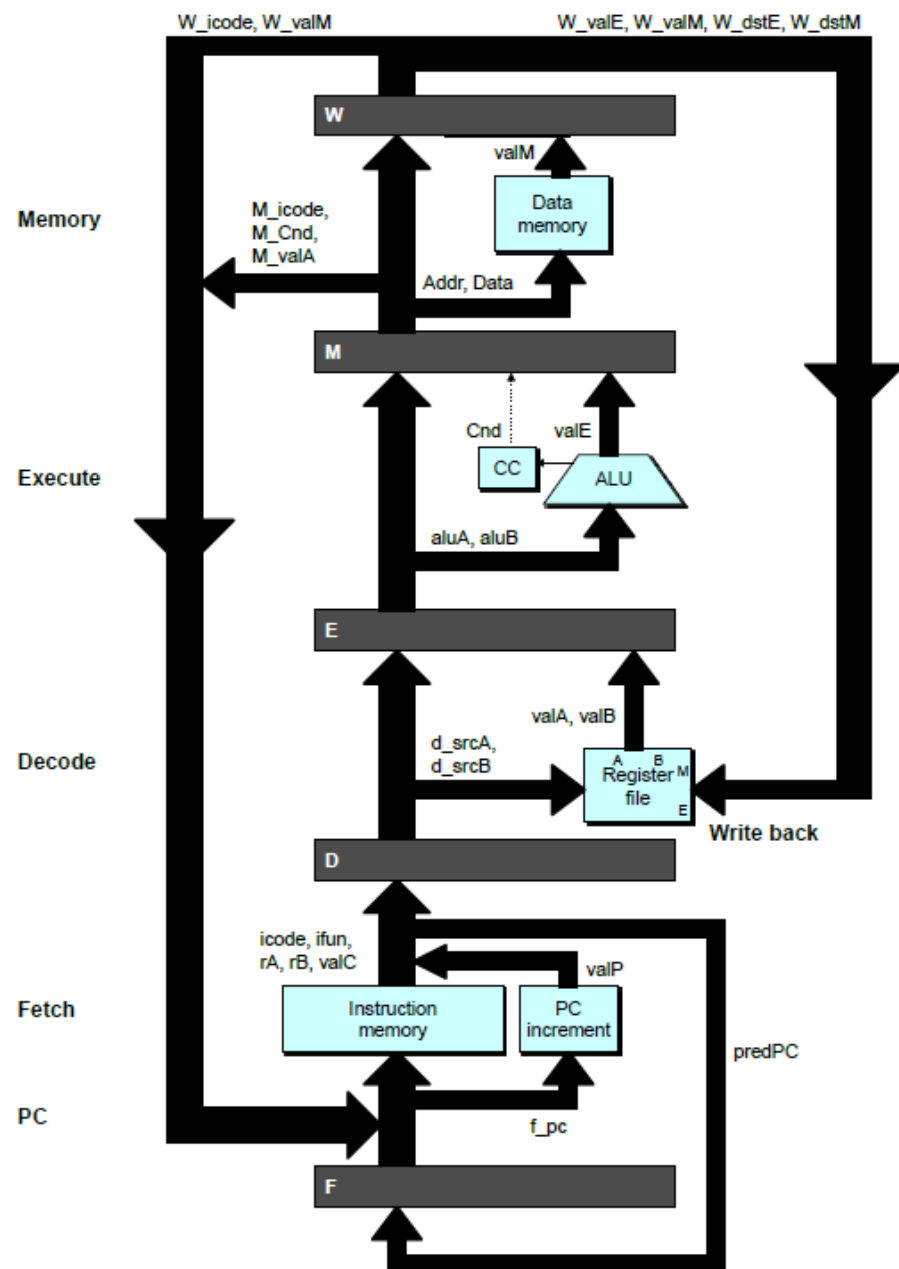 W_icode, W_valM
W_valE, W_valM, W_dstE, W_dstM
W
valM
Memory
Data
memory
M_icode,
M_Cnd,
M_valA
Addr, Data
M
Cnd
valE
Execute
CC
ALU
aluA, aluB
E
valA, valB
Decode
d_srcA,
d_srcB
A B
M
Register
file
E
Write back
D
icode, ifun,
rA, rB, valC
valP
Fetch
Instruction
memory
PC
increment
predPC
PC
f_pc
F